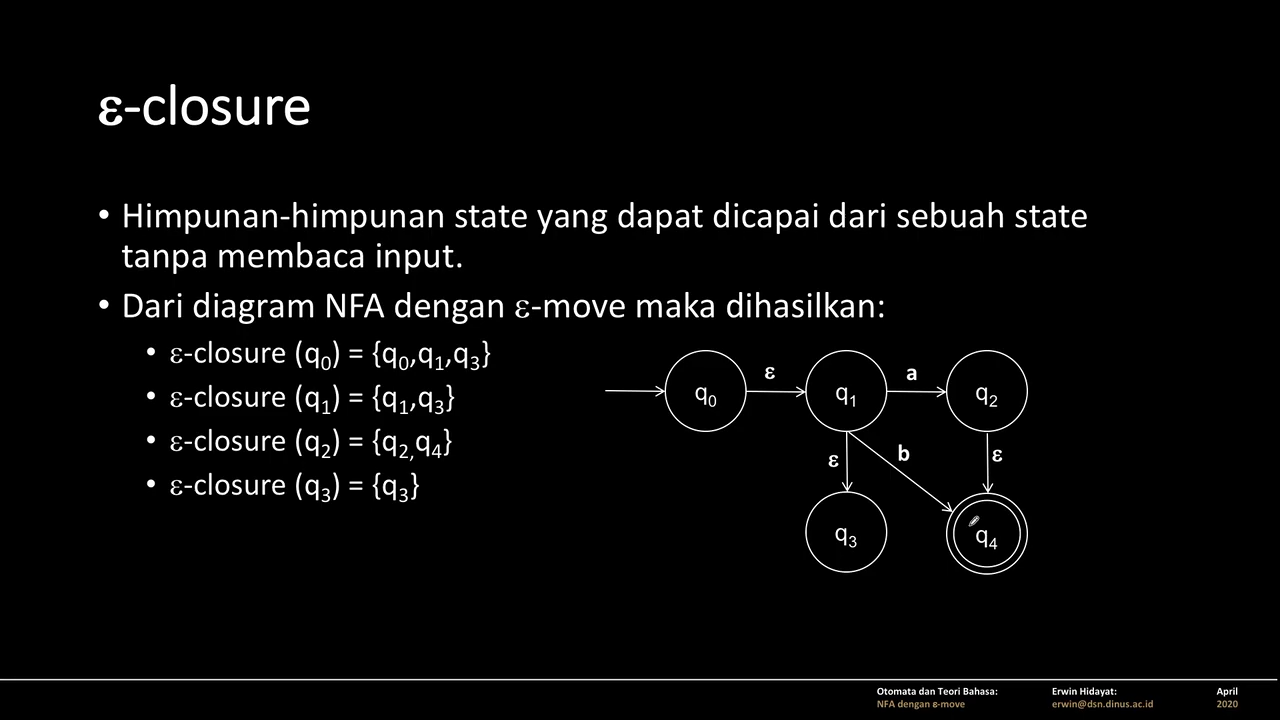 ε-closure
• Himpunan-himpunan state yang dapat dicapai dari sebuah state
tanpa membaca input.
• Dari diagram NFA dengan ε-move maka dihasilkan:
• ε-closure (q₀) = {q₀,q₁,q₃}
• ε-closure (q₁) = {q₁,q₃}
• ε-closure (q₂) = {q₂,q₄}
• ε-closure (q₃) = {q₃}
q₀
ε
q₁
a
q₂
ε
b
ε
q₃
q₄
Otomata dan Teori Bahasa:
NFA dengan ε-move
Erwin Hidayat:
erwin@dsn.dinus.ac.id
April
2020